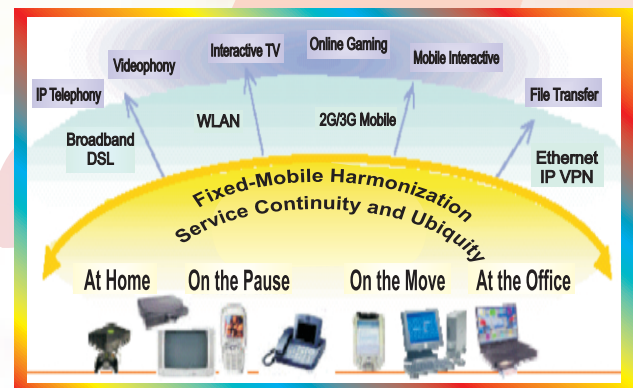 Interactive TV
Online Gaming
Videophony
Mobile Interactive
IP Telephony
File Transfer
WLAN
2G/3G Mobile
Broadband
DSL
Ethernet
IP VPN
Fixed-Mobile Harmonization
Service Continuity and Ubiquity
At Home
On the Pause
On the Move
At the Office